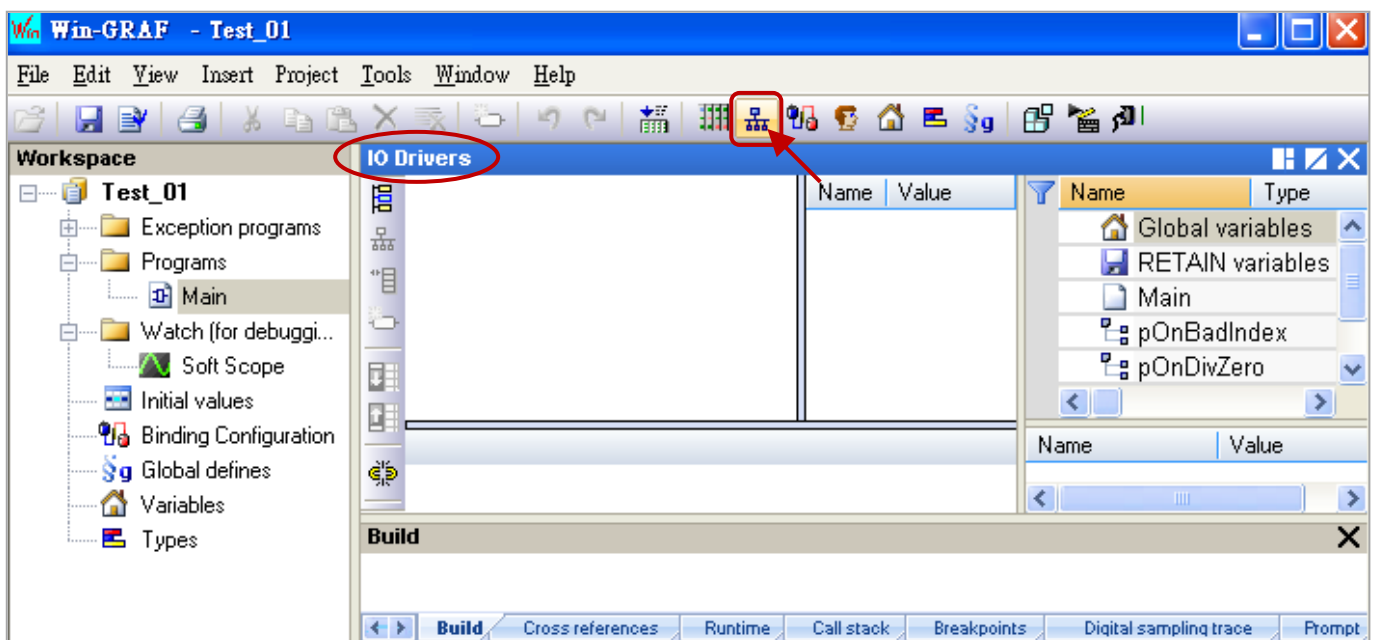 Win Win-GRAF - Test_01
File Edit View Insert Project Tools Window Help
§g
Workspace
IO Drivers
Test_01
Exception programs
Programs
Main
Watch (for debuggi...
Soft Scope
Initial values
Binding Configuration
§g Global defines
Variables
Types
Name Value
Name Type
Global variables
RETAIN variables
Main
pOnBadIndex
pOnDivZero
Name Value
Build
Build Cross references Runtime Call stack Breakpoints Digital sampling trace Prompt